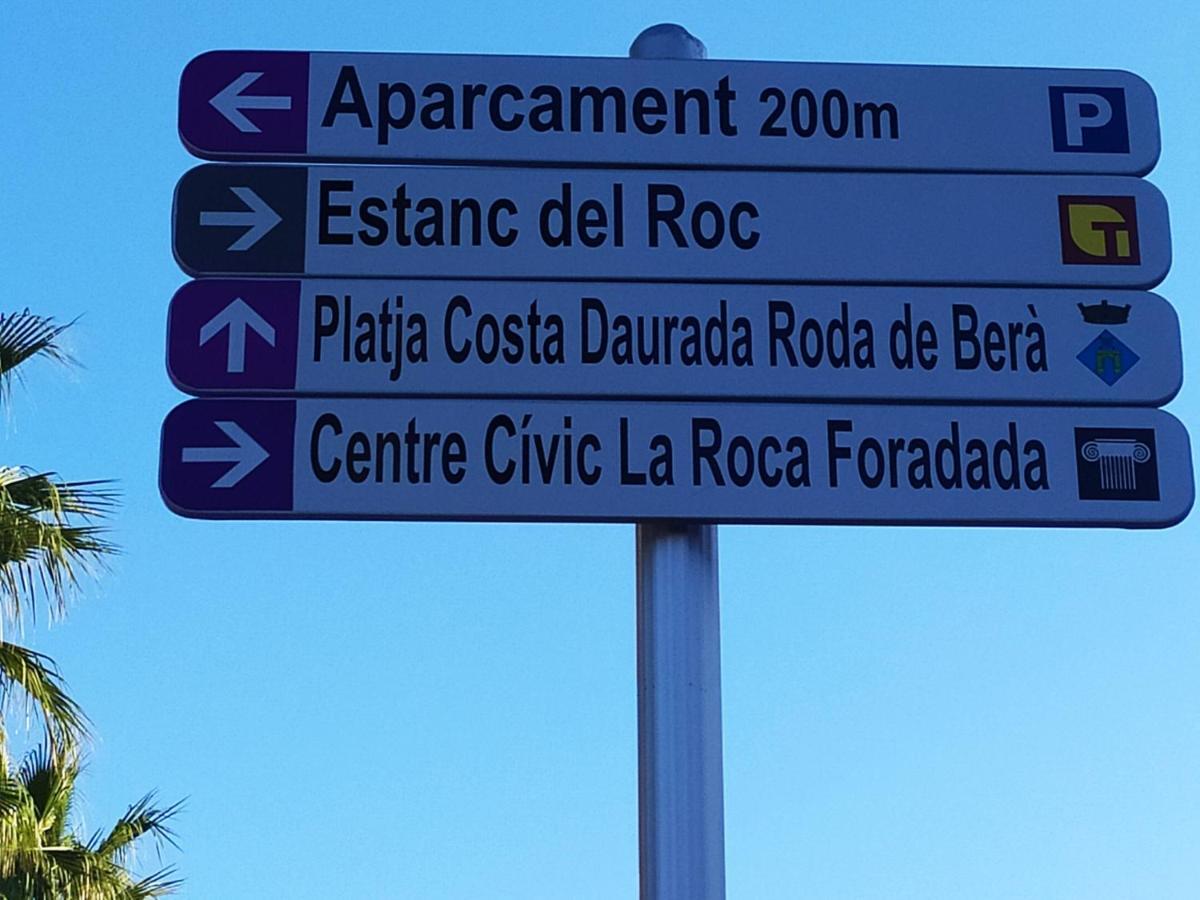 Aparcament 200m P
Estanc del Roc T
Platja Costa Daurada Roda de Berà
Centre Cívic La Roca Foradada